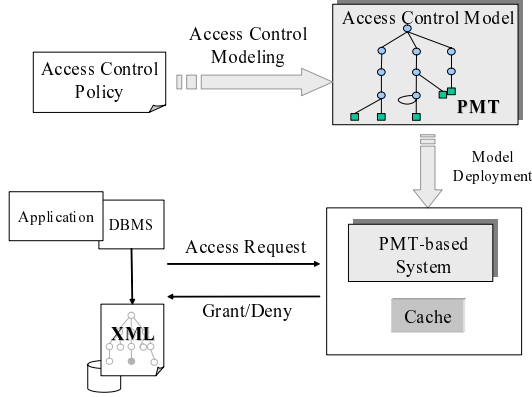 Access Control Model
Access Control
Modeling
Access Control
Policy
PMT
Model
Deployment
Application
DBMS
Access Request
PMT-based
System
Grant/Deny
Cache
XML